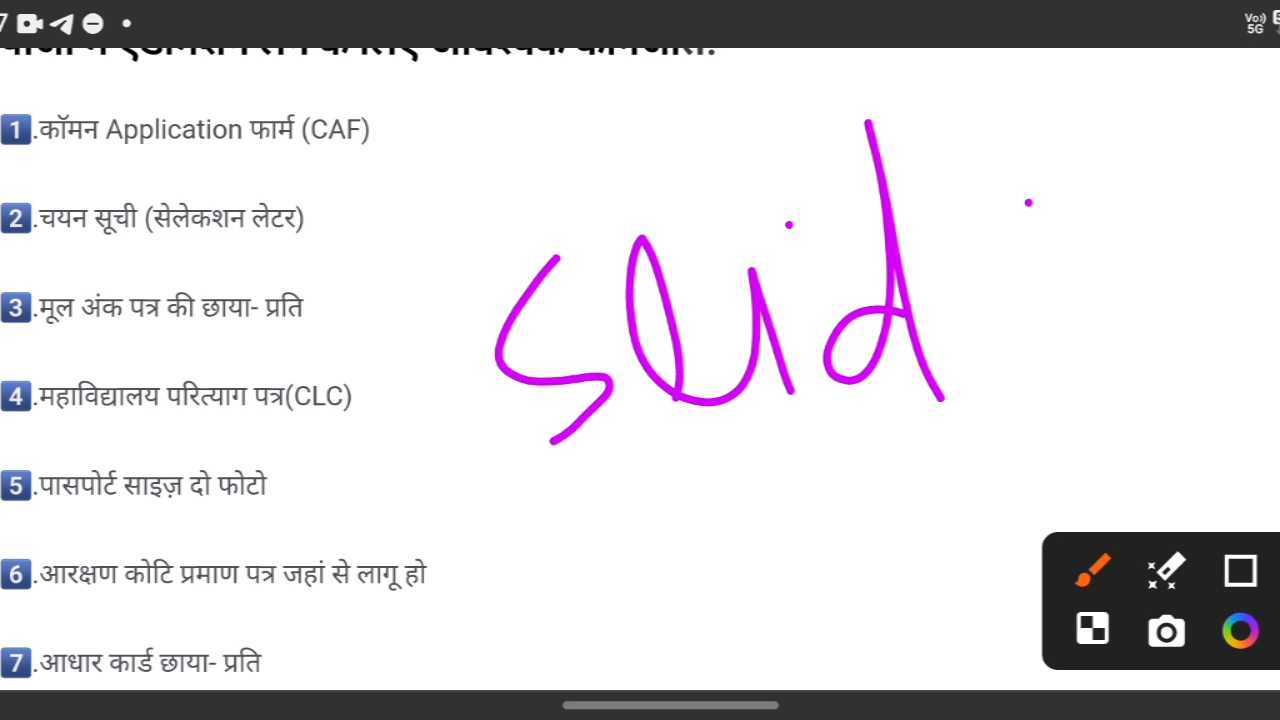 1.कॉमन Application फार्म (CAF)
2.चयन सूची (सेलेकशन लेटर)
3.मूल अंक पत्र की छाया- प्रति
4.महाविद्यालय परित्याग पत्र(CLC)
5.पासपोर्ट साइज़ दो फोटो
6.आरक्षण कोटि प्रमाण पत्र जहां से लागू हो
7.आधार कार्ड छाया- प्रति